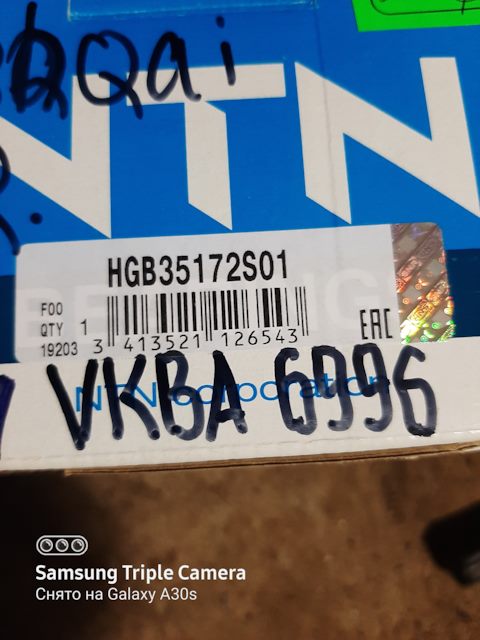 Qai
NTN
HGB35172S01
F00
QTY 1
19203
3 413521 126543
EAC
NTN corporation
VKBA 6996
Samsung Triple Camera
Снято на Galaxy A30s